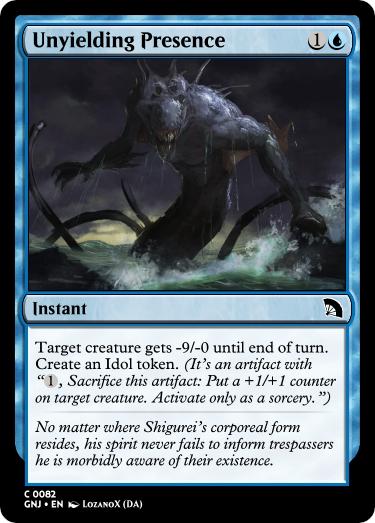 Unyielding Presence 1
Instant
Target creature gets -9/-0 until end of turn.
Create an Idol token. (It's an artifact with
“1, Sacrifice this artifact: Put a +1/+1 counter
on target creature. Activate only as a sorcery.”)
No matter where Shigurei's corporeal form
resides, his spirit never fails to inform trespassers
he is morbidly aware of their existence.
C 0082
GNJ • EN LozanoX (DA)